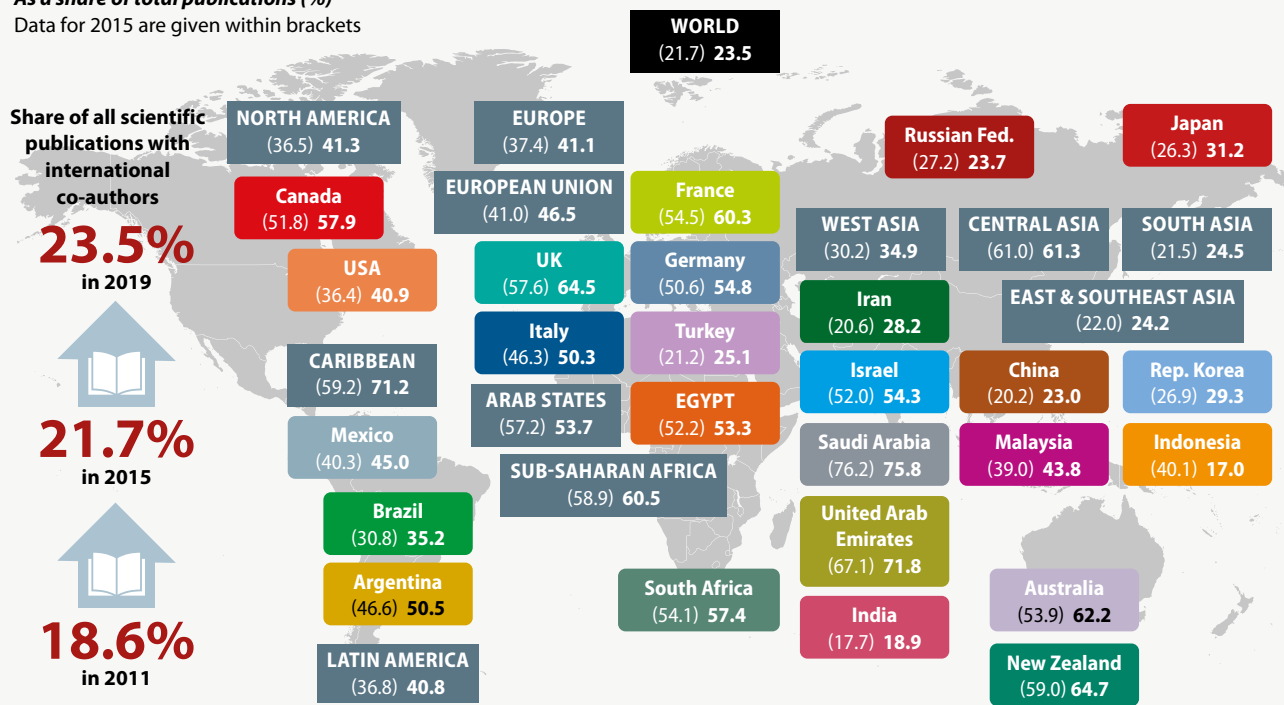 As a share of total publications (%)
Data for 2015 are given within brackets
WORLD
(21.7) 23.5
Share of all scientific
publications with
international
co-authors
23.5%
in 2019
21.7%
in 2015
18.6%
in 2011
NORTH AMERICA
(36.5) 41.3
EUROPE
(37.4) 41.1
Russian Fed.
(27.2) 23.7
Japan
(26.3) 31.2
Canada
(51.8) 57.9
EUROPEAN UNION
(41.0) 46.5
France
(54.5) 60.3
WEST ASIA
(30.2) 34.9
CENTRAL ASIA
(61.0) 61.3
SOUTH ASIA
(21.5) 24.5
USA
(36.4) 40.9
UK
(57.6) 64.5
Germany
(50.6) 54.8
Iran
(20.6) 28.2
EAST & SOUTHEAST ASIA
(22.0) 24.2
Italy
(46.3) 50.3
Turkey
(21.2) 25.1
CARIBBEAN
(59.2) 71.2
Israel
(52.0) 54.3
China
(20.2) 23.0
Rep. Korea
(26.9) 29.3
ARAB STATES
(57.2) 53.7
EGYPT
(52.2) 53.3
Mexico
(40.3) 45.0
Saudi Arabia
(76.2) 75.8
Malaysia
(39.0) 43.8
Indonesia
(40.1) 17.0
SUB-SAHARAN AFRICA
(58.9) 60.5
Brazil
(30.8) 35.2
United Arab
Emirates
(67.1) 71.8
Argentina
(46.6) 50.5
South Africa
(54.1) 57.4
India
(17.7) 18.9
Australia
(53.9) 62.2
LATIN AMERICA
(36.8) 40.8
New Zealand
(59.0) 64.7